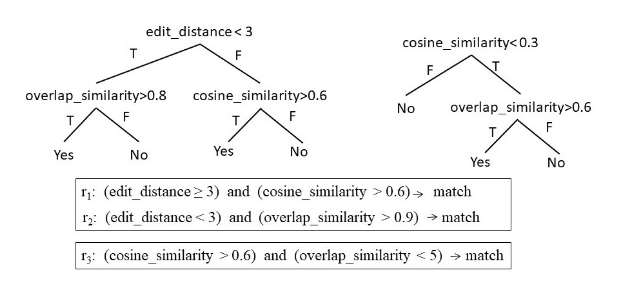 edit_distance < 3
cosine_similarity<0.3
T
F
F
T
overlap_similarity>0.8
cosine_similarity>0.6
No
overlap_similarity>0.6
T
F
T
F
T
F
Yes
No
Yes
No
Yes
No
r₁: (edit_distance ≥ 3) and (cosine_similarity > 0.6) → match
r₂: (edit_distance < 3) and (overlap_similarity > 0.9) → match
r₃: (cosine_similarity > 0.6) and (overlap_similarity < 5) → match